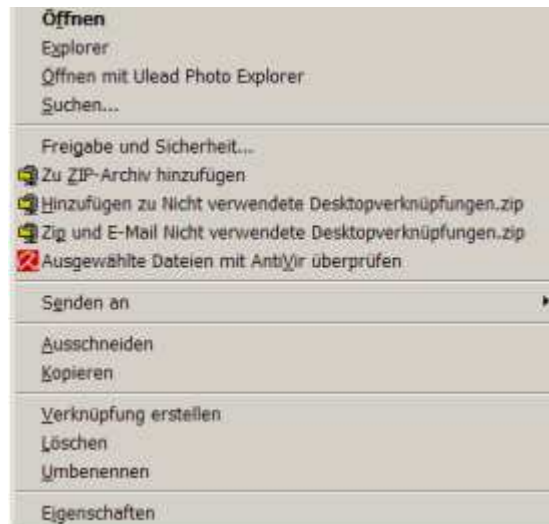 Öffnen
Explorer
Öffnen mit Ulead Photo Explorer
Suchen...
Freigabe und Sicherheit...
Zu ZIP-Archiv hinzufügen
Hinzufügen zu Nicht verwendete Desktopverknüpfungen.zip
Zip und E-Mail Nicht verwendete Desktopverknüpfungen.zip
Ausgewählte Dateien mit AntiVir überprüfen
Senden an
Ausschneiden
Kopieren
Verknüpfung erstellen
Löschen
Umbenennen
Eigenschaften